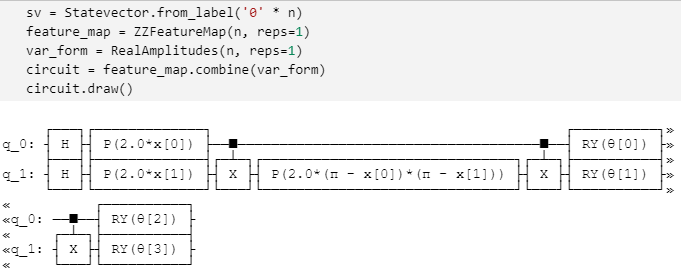 sv = Statevector.from_label('0' * n)
feature_map = ZZFeatureMap(n, reps=1)
var_form = RealAmplitudes(n, reps=1)
circuit = feature_map.combine(var_form)
circuit.draw()
q_0: H P(2.0*x[0]) ■ ■ RY(θ[0]) »
q_1: H P(2.0*x[1]) X P(2.0*(π - x[0])*(π - x[1])) X RY(θ[1]) »
«q_0: ■ RY(θ[2])
«q_1: X RY(θ[3])